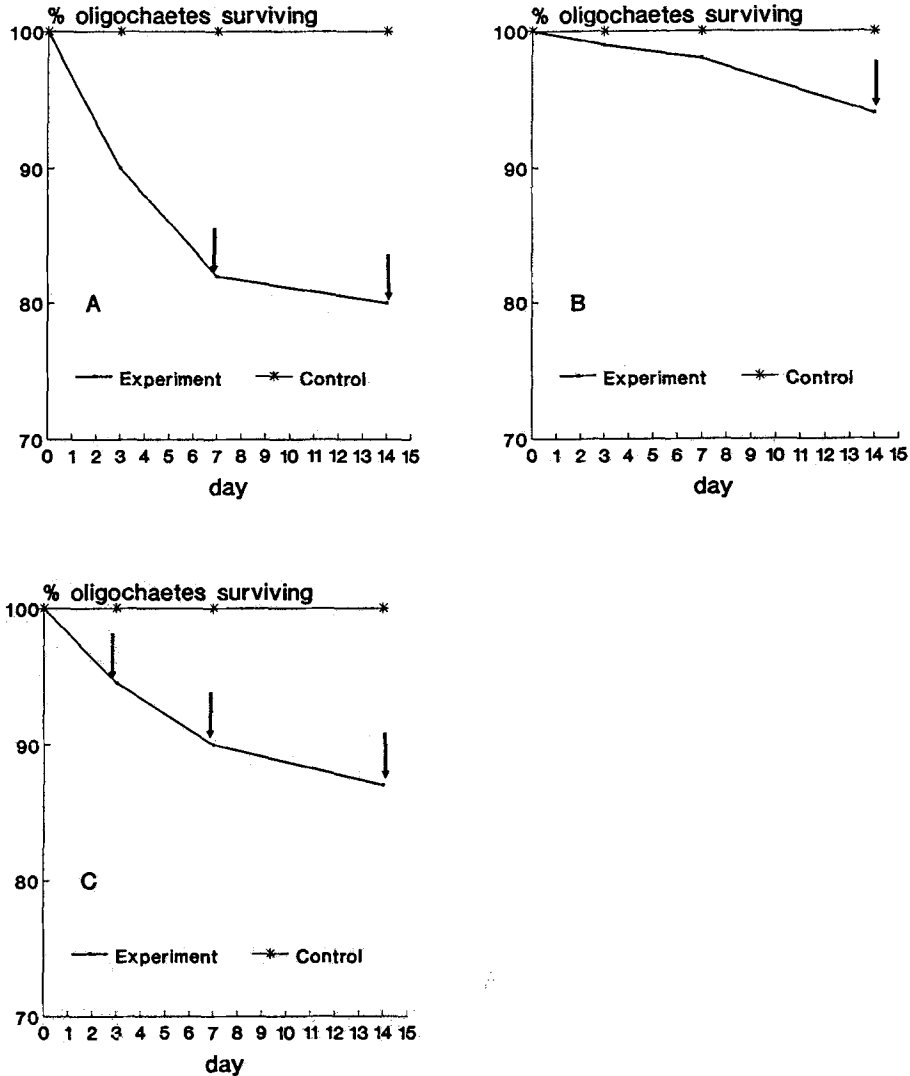 % oligochaetes surviving
100
90
80
70
A
Experiment Control
0 1 2 3 4 5 6 7 8 9 10 11 12 13 14 15
day
% oligochaetes surviving
100
90
80
70
B
Experiment Control
0 1 2 3 4 5 6 7 8 9 10 11 12 13 14 15
day
% oligochaetes surviving
100
90
80
70
C
Experiment Control
0 1 2 3 4 5 6 7 8 9 10 11 12 13 14 15
day